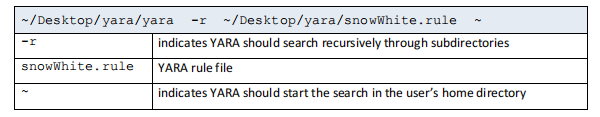 ~/Desktop/yara/yara -r ~/Desktop/yara/snowWhite.rule ~
-r indicates YARA should search recursively through subdirectories
snowWhite.rule YARA rule file
~ indicates YARA should start the search in the user's home directory